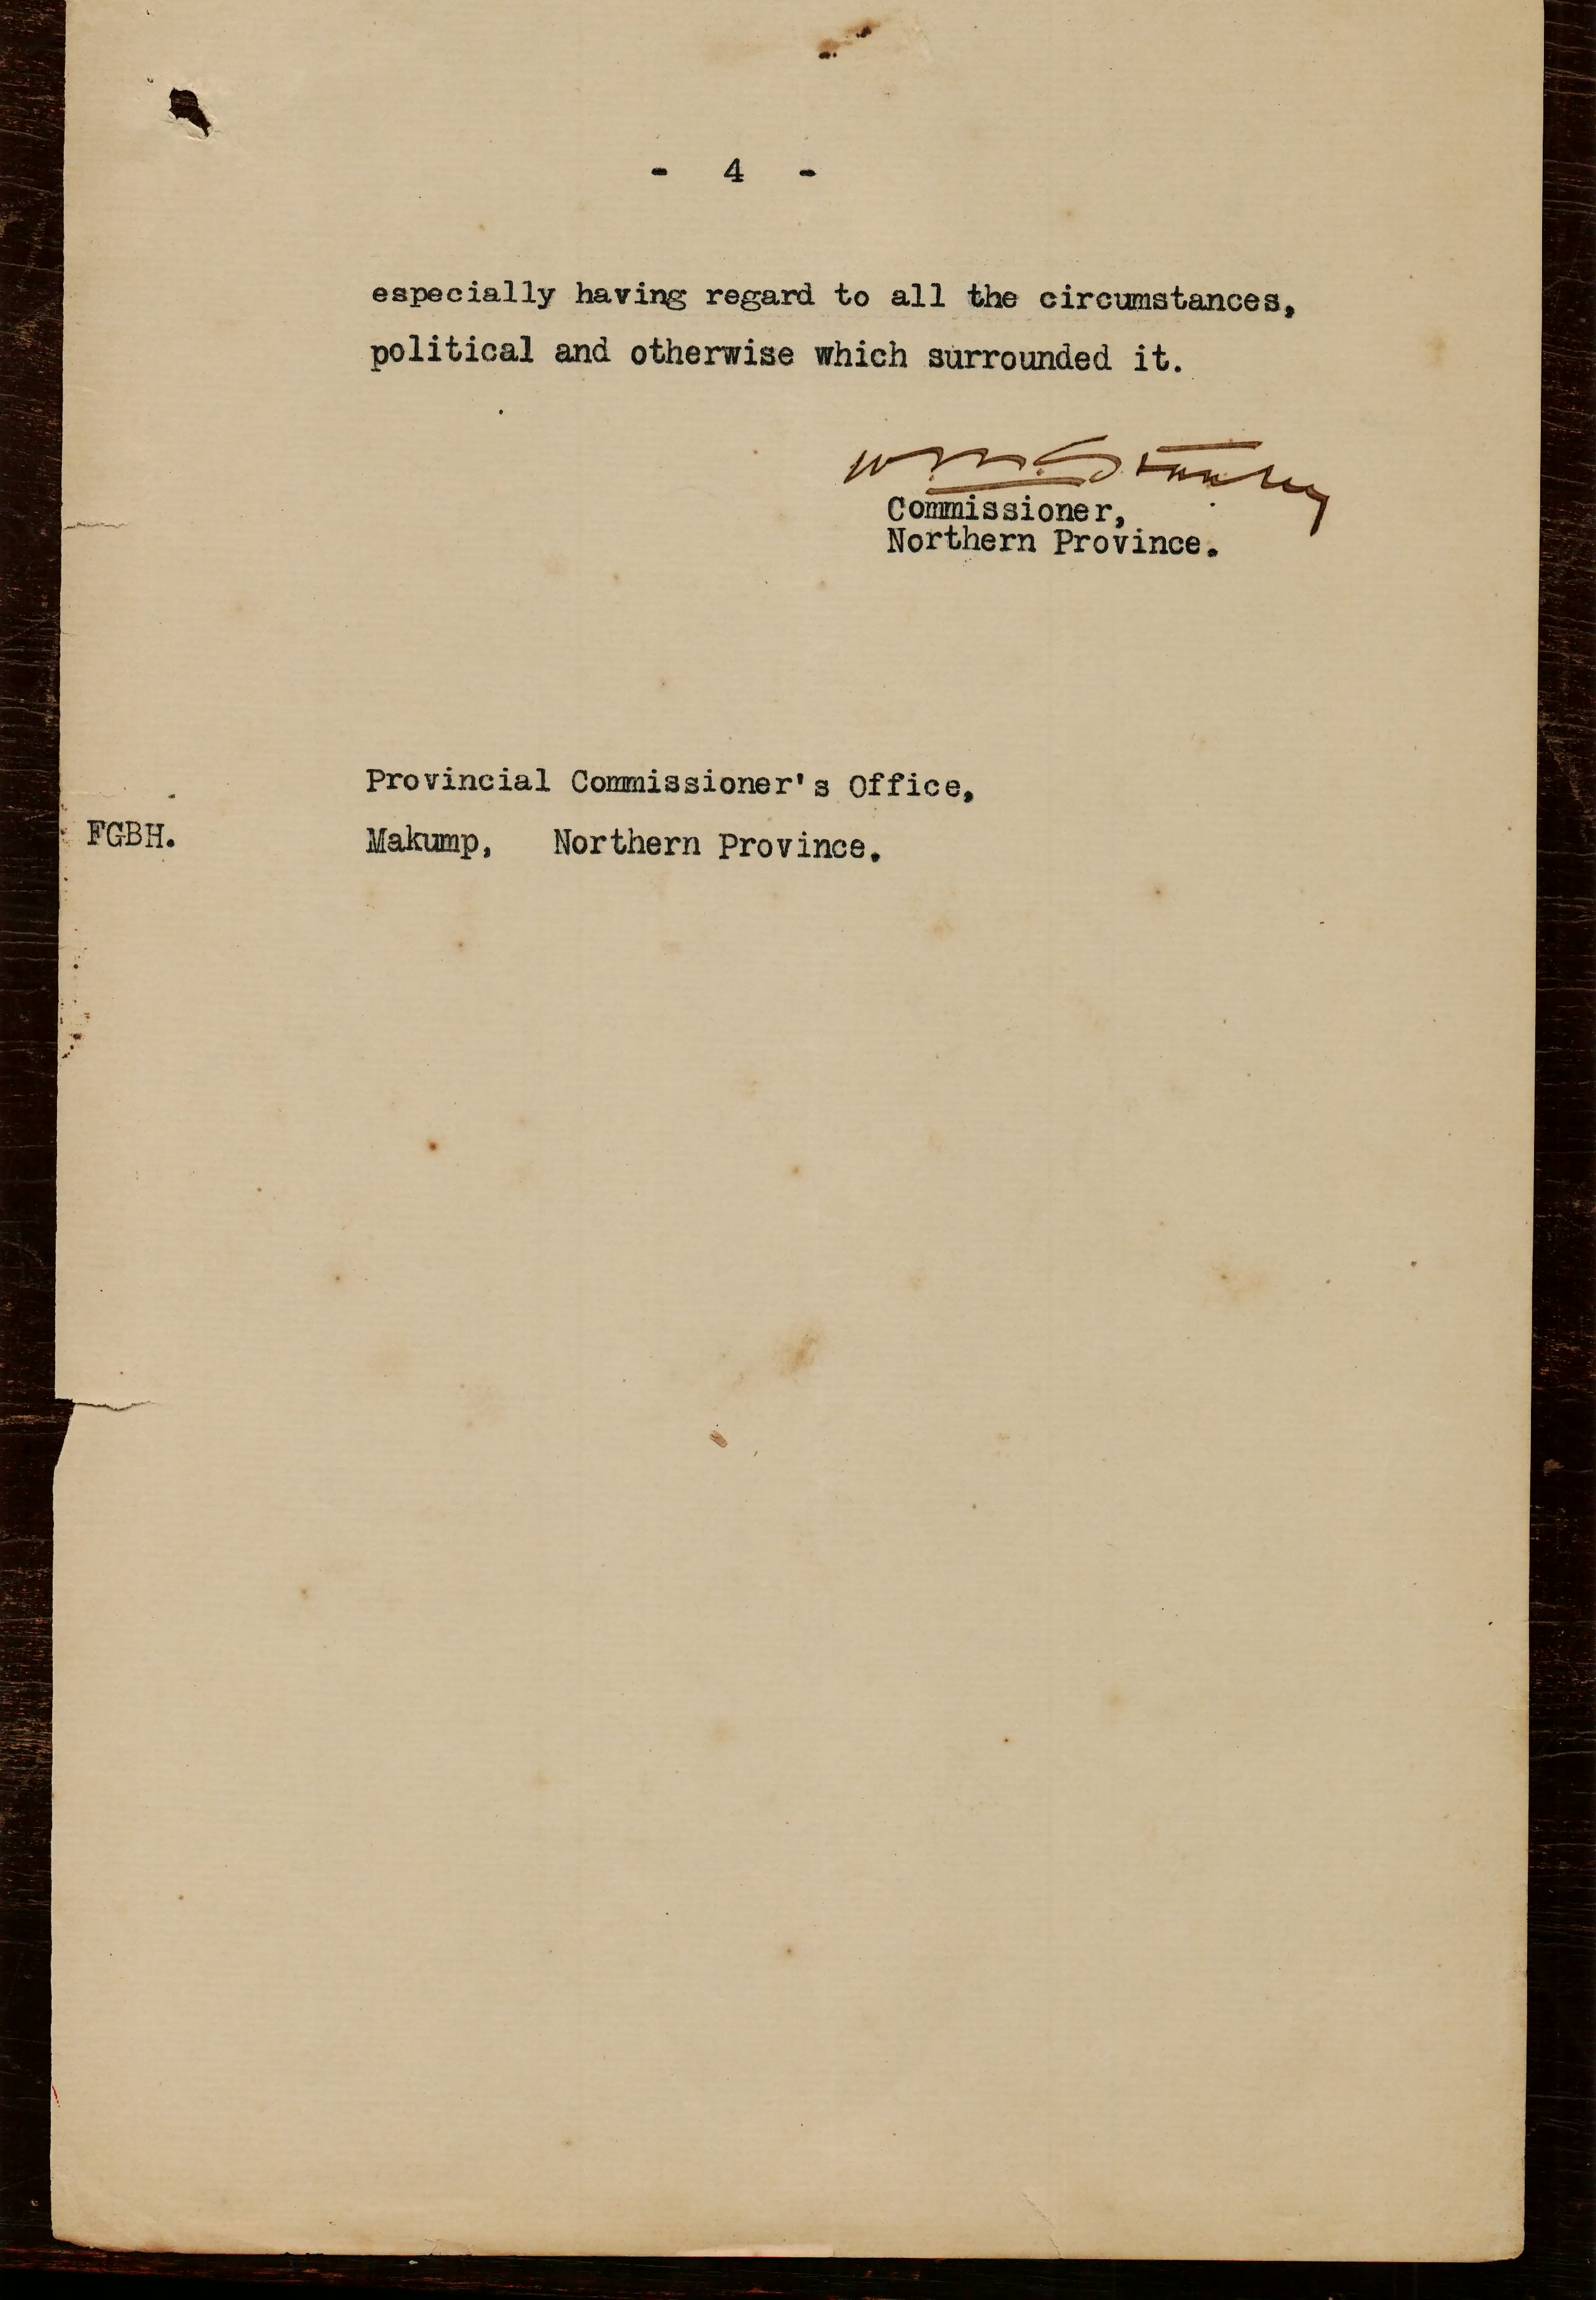 - 4 -
especially having regard to all the circumstances,
political and otherwise which surrounded it.
W.M. Stanley
Commissioner,
Northern Province.
Provincial Commissioner's Office,
FGBH. Makump, Northern Province.